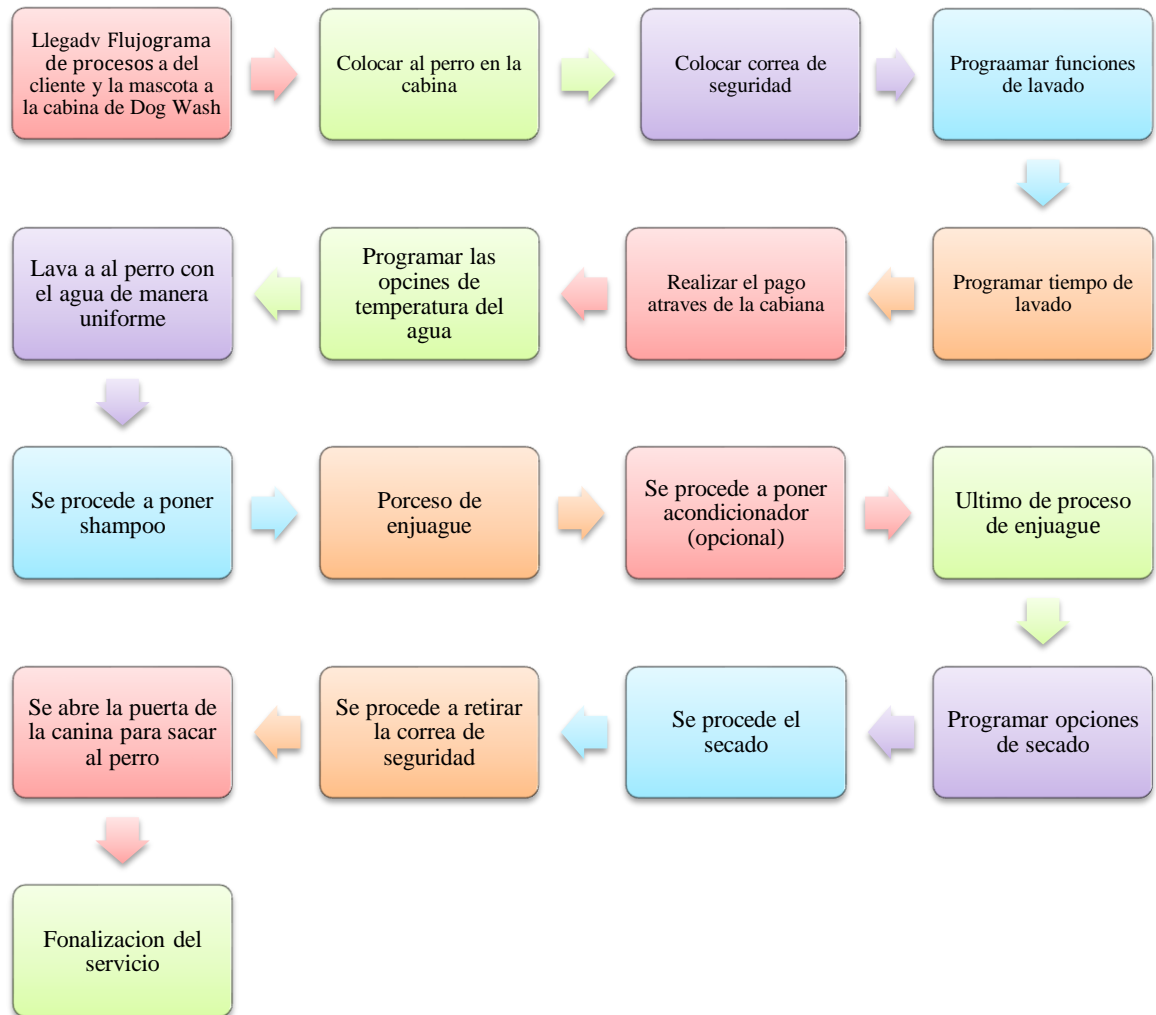 Llegadv Flujograma
de procesos a del
cliente y la mascota a
la cabina de Dog Wash
Colocar al perro en la
cabina
Colocar correa de
seguridad
Prograamar funciones
de lavado
Programar tiempo de
lavado
Realizar el pago
atraves de la cabiana
Programar las
opcines de
temperatura del
agua
Lava a al perro con
el agua de manera
uniforme
Se procede a poner
shampoo
Porceso de
enjuague
Se procede a poner
acondicionador
(opcional)
Ultimo de proceso
de enjuague
Programar opciones
de secado
Se procede el
secado
Se procede a retirar
la correa de
seguridad
Se abre la puerta de
la canina para sacar
al perro
Fonalizacion del
servicio